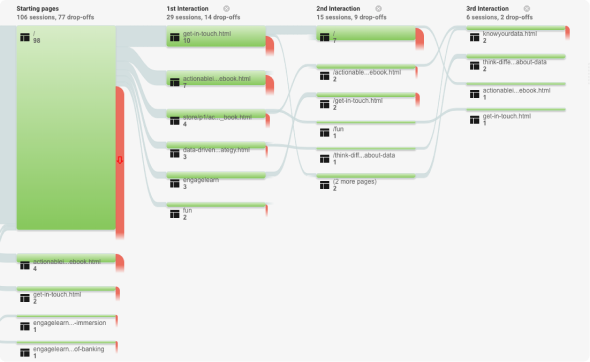 Starting pages
106 sessions, 77 drop-offs
/
98
actionablei...ebook.html
4
get-in-touch.html
2
engagelearn...-immersion
1
engagelearn...of-banking
1
1st Interaction
29 sessions, 14 drop-offs
get-in-touch.html
10
actionablei...ebook.html
7
store/p1/ac..._book.html
4
data-driven...ategy.html
3
engagelearn
3
fun
2
2nd Interaction
15 sessions, 9 drop-offs
/
7
/actionable...ebook.html
2
/get-in-touch.html
2
/fun
1
/think-diff...about-data
1
(2 more pages)
2
3rd Interaction
6 sessions, 2 drop-offs
knowyourdata.html
2
think-diffe...about-data
2
actionablei...ebook.html
1
get-in-touch.html
1